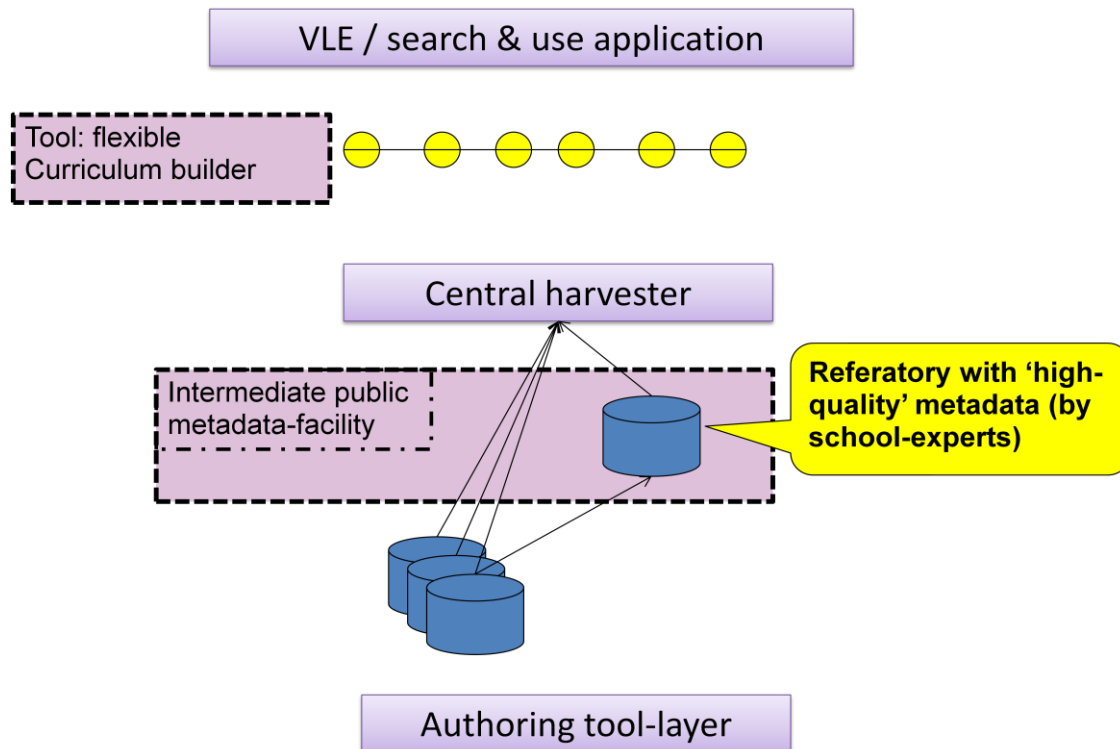 VLE / search & use application
Tool: flexible
Curriculum builder
Central harvester
Intermediate public
metadata-facility
Referatory with ‘high-
quality’ metadata (by
school-experts)
Authoring tool-layer